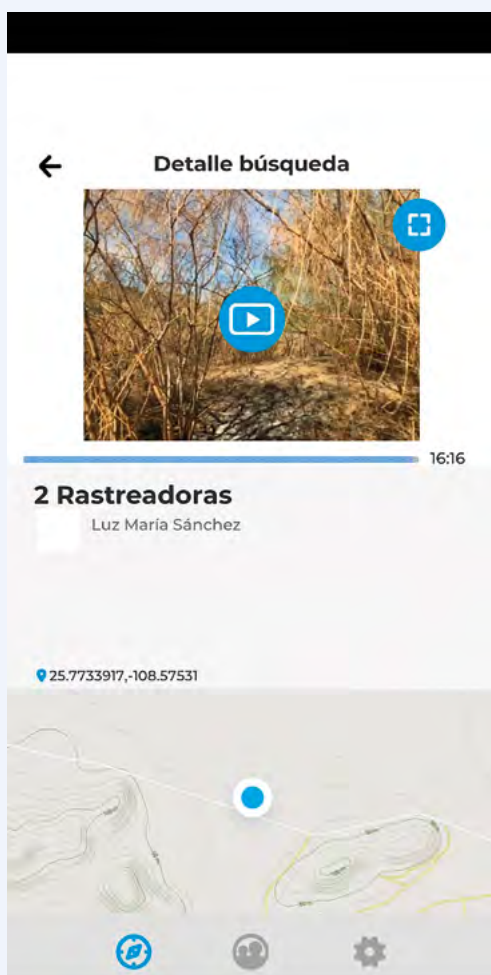 Detalle búsqueda
16:16
2 Rastreadoras
Luz María Sánchez
25.7733917,-108.57531